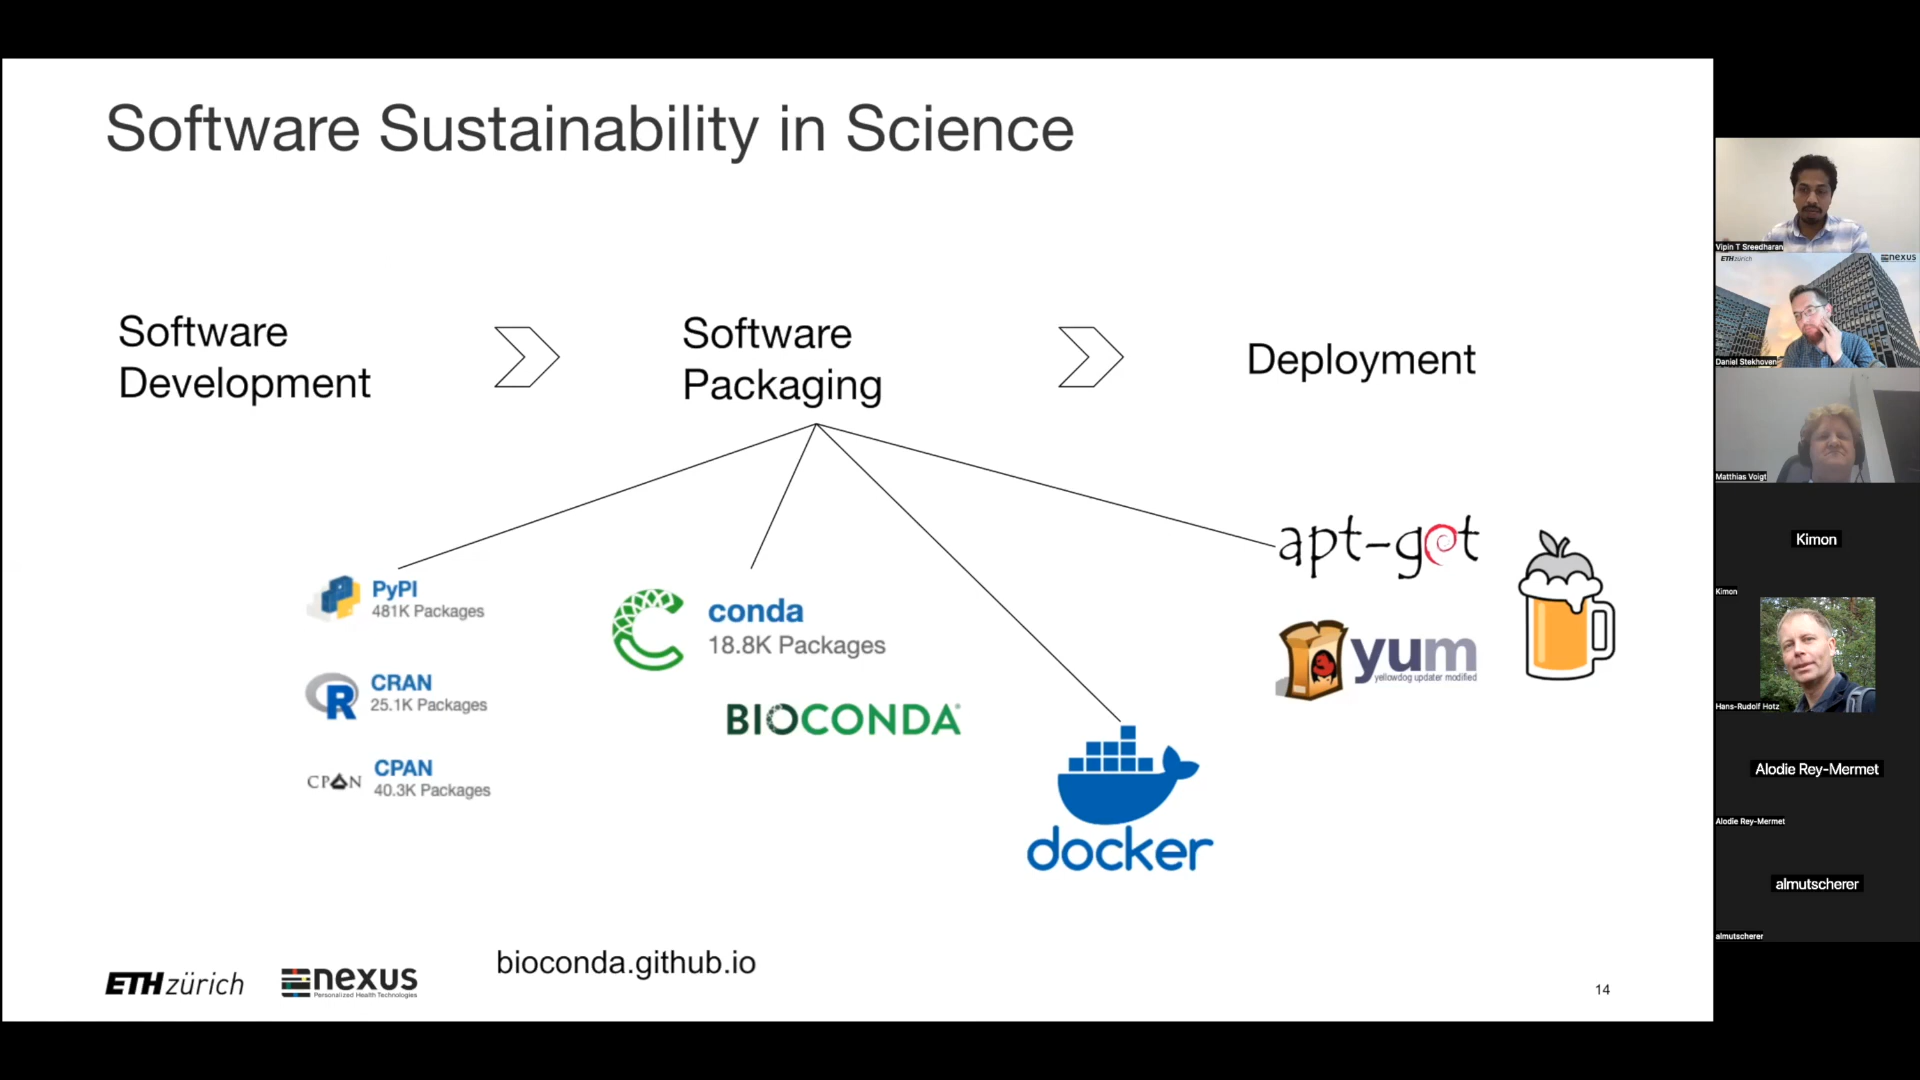 Software Sustainability in Science
Software
Development
Software
Packaging
Deployment
PyPI
481K Packages
CRAN
25.1K Packages
CPAN
CPAN
40.3K Packages
conda
18.8K Packages
BIOCONDA
docker
apt-get
yum
yellowdog updater modified
bioconda.github.io
ETH zürich
nexus
Personalized Health Technologies
14
Vipin T Sreedharan
ETH zürich
nexus
Daniel Stekhoven
Matthias Voigt
Kimon
Kimon
Hans-Rudolf Hotz
Alodie Rey-Mermet
Alodie Rey-Mermet
almutscherer
almutscherer